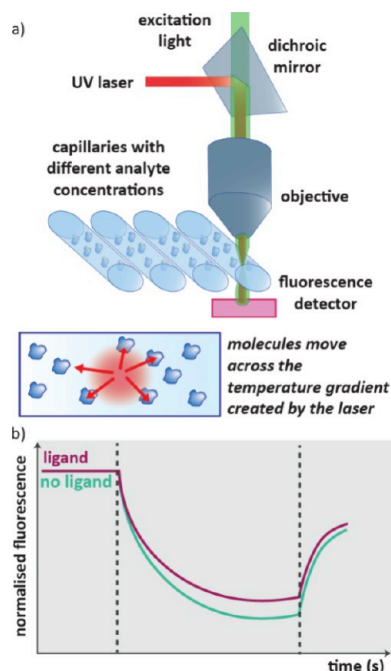 a)
excitation
light
dichroic
mirror
UV laser
capillaries with
different analyte
concentrations
objective
fluorescence
detector
molecules move
across the
temperature gradient
created by the laser
b)
ligand
no ligand
normalised fluorescence
time (s)